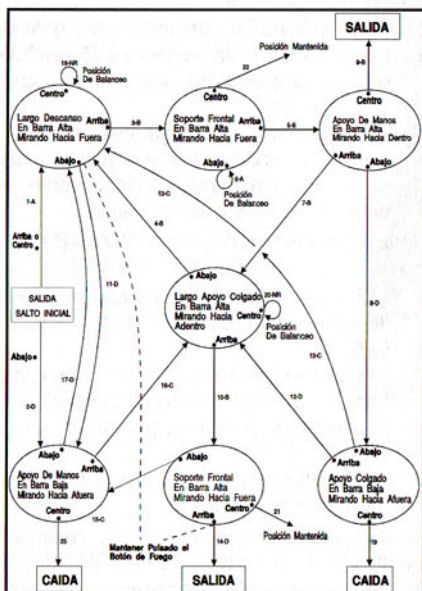 SALIDA
18-NR
Posición
De Balanceo
22
Posición Mantenida
9-B
Centro
Largo Descanso
En Barra Alta
Mirando Hacia Fuera
Arriba
Abajo
3-B
Centro
Soporte Frontal
En Barra Alta
Mirando Hacia Fuera
Arriba
Abajo
5-B
Centro
Apoyo De Manos
En Barra Alta
Mirando Hacia Dentro
Arriba
Abajo
Posición
De Balanceo
13-C
7-B
4-B
1-A
Arriba o
Centro
11-D
SALIDA
SALTO INICIAL
Abajo
2-D
17-D
Abajo
Largo Apoyo Colgado
En Barra Alta
Mirando Hacia
Adentro
Centro
Arriba
20-NR
Posición
De Balanceo
13-C
12-D
16-C
10-B
Abajo
Arriba
Apoyo De Manos
En Barra Baja
Mirando Hacia Afuera
Centro
Abajo
Soporte Frontal
En Barra Alta
Mirando Hacia Fuera
Centro
Arriba
Abajo
Arriba
Apoyo Colgado
En Barra Baja
Mirando Hacia Afuera
Centro
15-C
21
Posición Mantenida
Mantener Pulsado el
Botón de Fuego
14-D
19
CAIDA
SALIDA
CAIDA